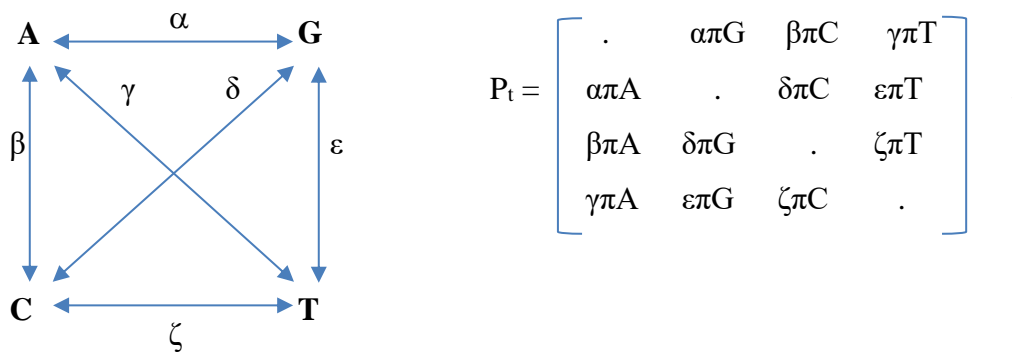 α
A G
γ δ
β ε
C T
ζ
Pt =
. απG βπC γπT
απA . δπC επT
βπA δπG . ζπT
γπA επG ζπC .